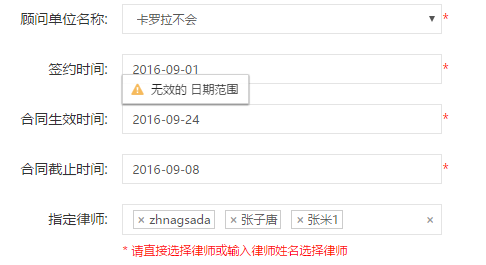 顾问单位名称: 卡罗拉不会 ▼ *
签约时间: 2016-09-01 *
无效的 日期范围
合同生效时间: 2016-09-24 *
合同截止时间: 2016-09-08 *
指定律师: × zhnagsada × 张子唐 × 张米1 ×
* 请直接选择律师或输入律师姓名选择律师